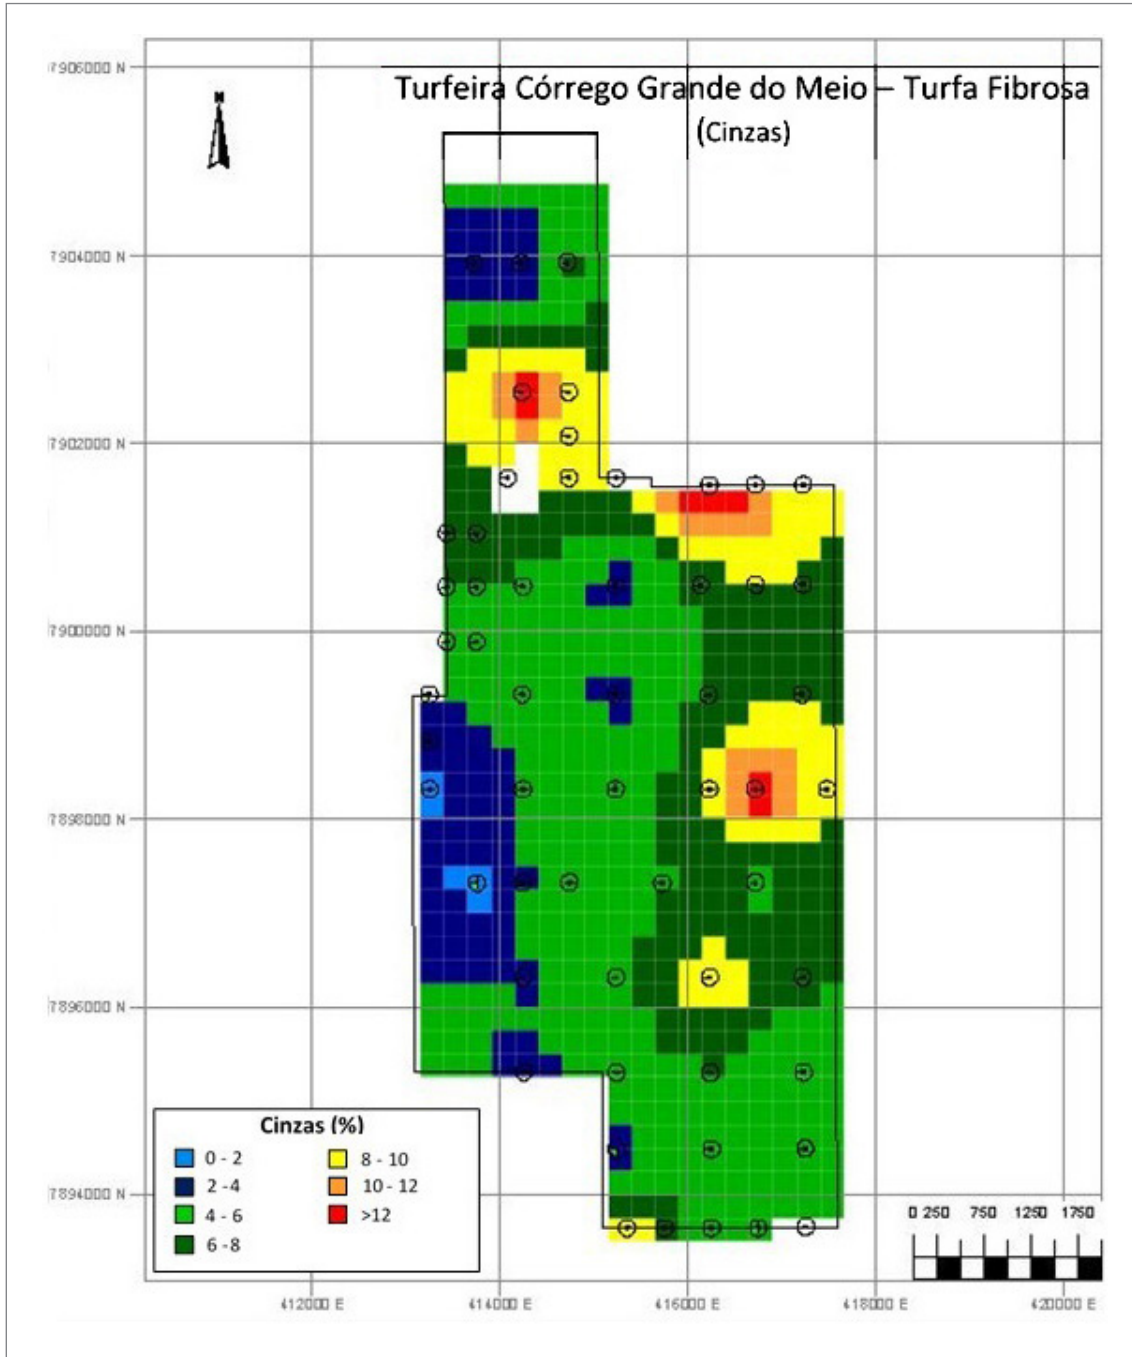 7906000 N
Turfeira Córrego Grande do Meio – Turfa Fibrosa
(Cinzas)
N
7904000 N
7902000 N
7900000 N
7898000 N
7896000 N
7894000 N
Cinzas (%)
0 - 2
2 - 4
4 - 6
6 - 8
8 - 10
10 - 12
>12
0 250 750 1250 1750
412000 E 414000 E 416000 E 418000 E 420000 E